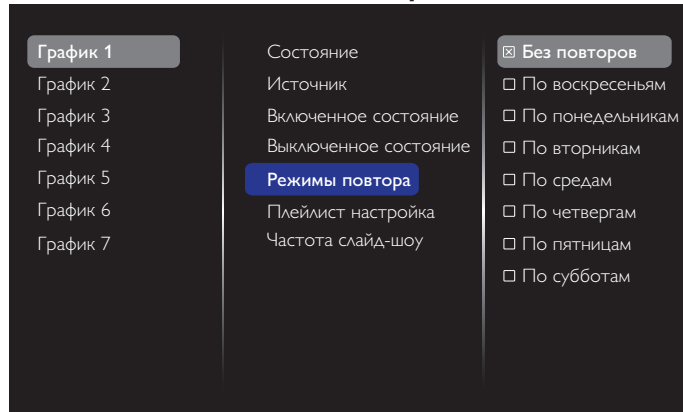 График 1
График 2
График 3
График 4
График 5
График 6
График 7
Состояние
Источник
Включенное состояние
Выключенное состояние
Режимы повтора
Плейлист настройка
Частота слайд-шоу
Без повторов
По воскресеньям
По понедельникам
По вторникам
По средам
По четвергам
По пятницам
По субботам